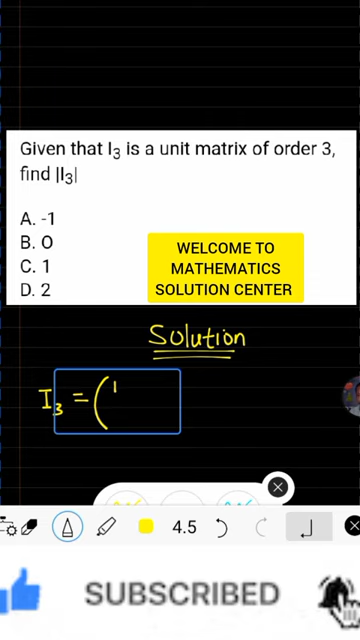 Given that I₃ is a unit matrix of order 3,
find |I₃|
A. -1
B. 0
C. 1
D. 2
WELCOME TO
MATHEMATICS
SOLUTION CENTER
Solution
I₃ = ( 1
4.5
SUBSCRIBED